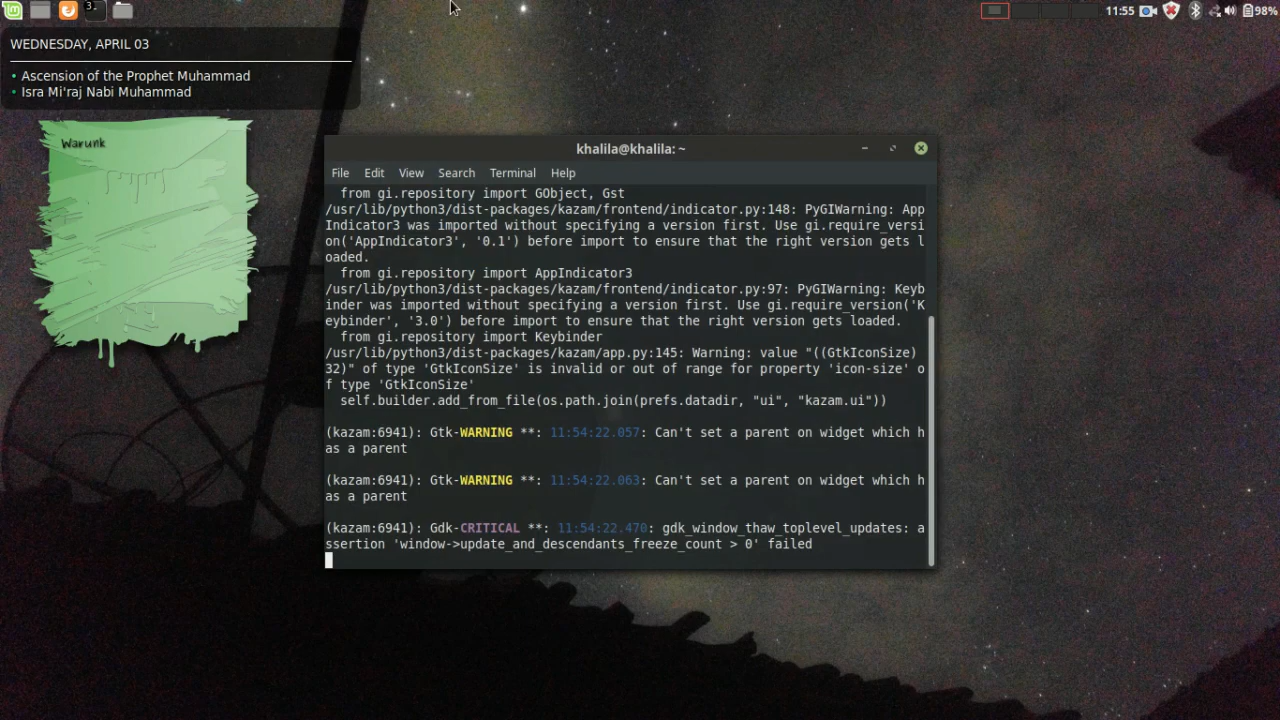 11:55
98%
WEDNESDAY, APRIL 03
• Ascension of the Prophet Muhammad
• Isra Mi'raj Nabi Muhammad
Warunk
khalila@khalila: ~
File Edit View Search Terminal Help
from gi.repository import GObject, Gst
/usr/lib/python3/dist-packages/kazam/frontend/indicator.py:148: PyGIWarning: App
Indicator3 was imported without specifying a version first. Use gi.require_versi
on('AppIndicator3', '0.1') before import to ensure that the right version gets l
oaded.
from gi.repository import AppIndicator3
/usr/lib/python3/dist-packages/kazam/frontend/indicator.py:97: PyGIWarning: Keyb
inder was imported without specifying a version first. Use gi.require_version('K
eybinder', '3.0') before import to ensure that the right version gets loaded.
from gi.repository import Keybinder
/usr/lib/python3/dist-packages/kazam/app.py:145: Warning: value "((GtkIconSize)
32)" of type 'GtkIconSize' is invalid or out of range for property 'icon-size' o
f type 'GtkIconSize'
self.builder.add_from_file(os.path.join(prefs.datadir, "ui", "kazam.ui"))
(kazam:6941): Gtk-WARNING **: 11:54:22.057: Can't set a parent on widget which h
as a parent
(kazam:6941): Gtk-WARNING **: 11:54:22.063: Can't set a parent on widget which h
as a parent
(kazam:6941): Gdk-CRITICAL **: 11:54:22.470: gdk_window_thaw_toplevel_updates: a
ssertion 'window->update_and_descendants_freeze_count > 0' failed